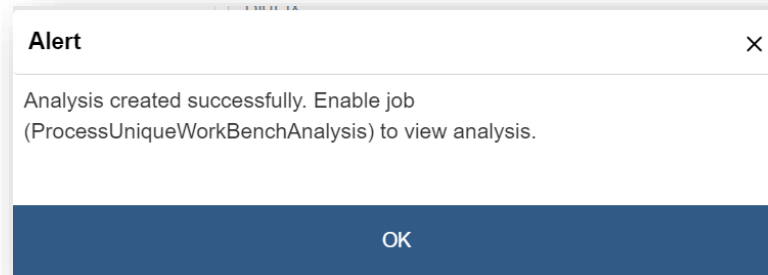 Alert
Analysis created successfully. Enable job
(ProcessUniqueWorkBenchAnalysis) to view analysis.
OK